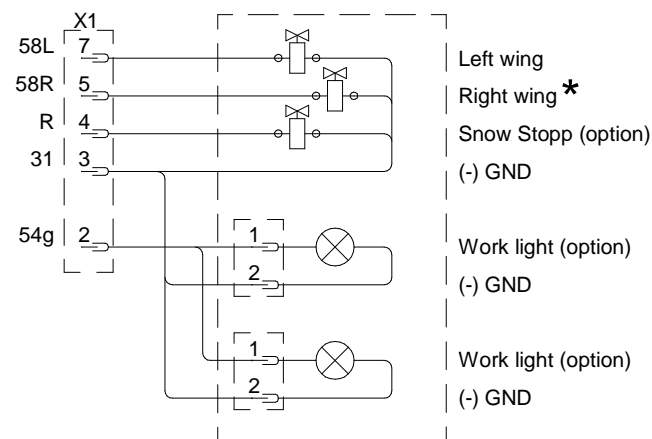 X1
58L 7 Left wing
58R 5 Right wing *
R 4 Snow Stopp (option)
31 3 (-) GND
54g 2 1 Work light (option)
2 (-) GND
1 Work light (option)
2 (-) GND